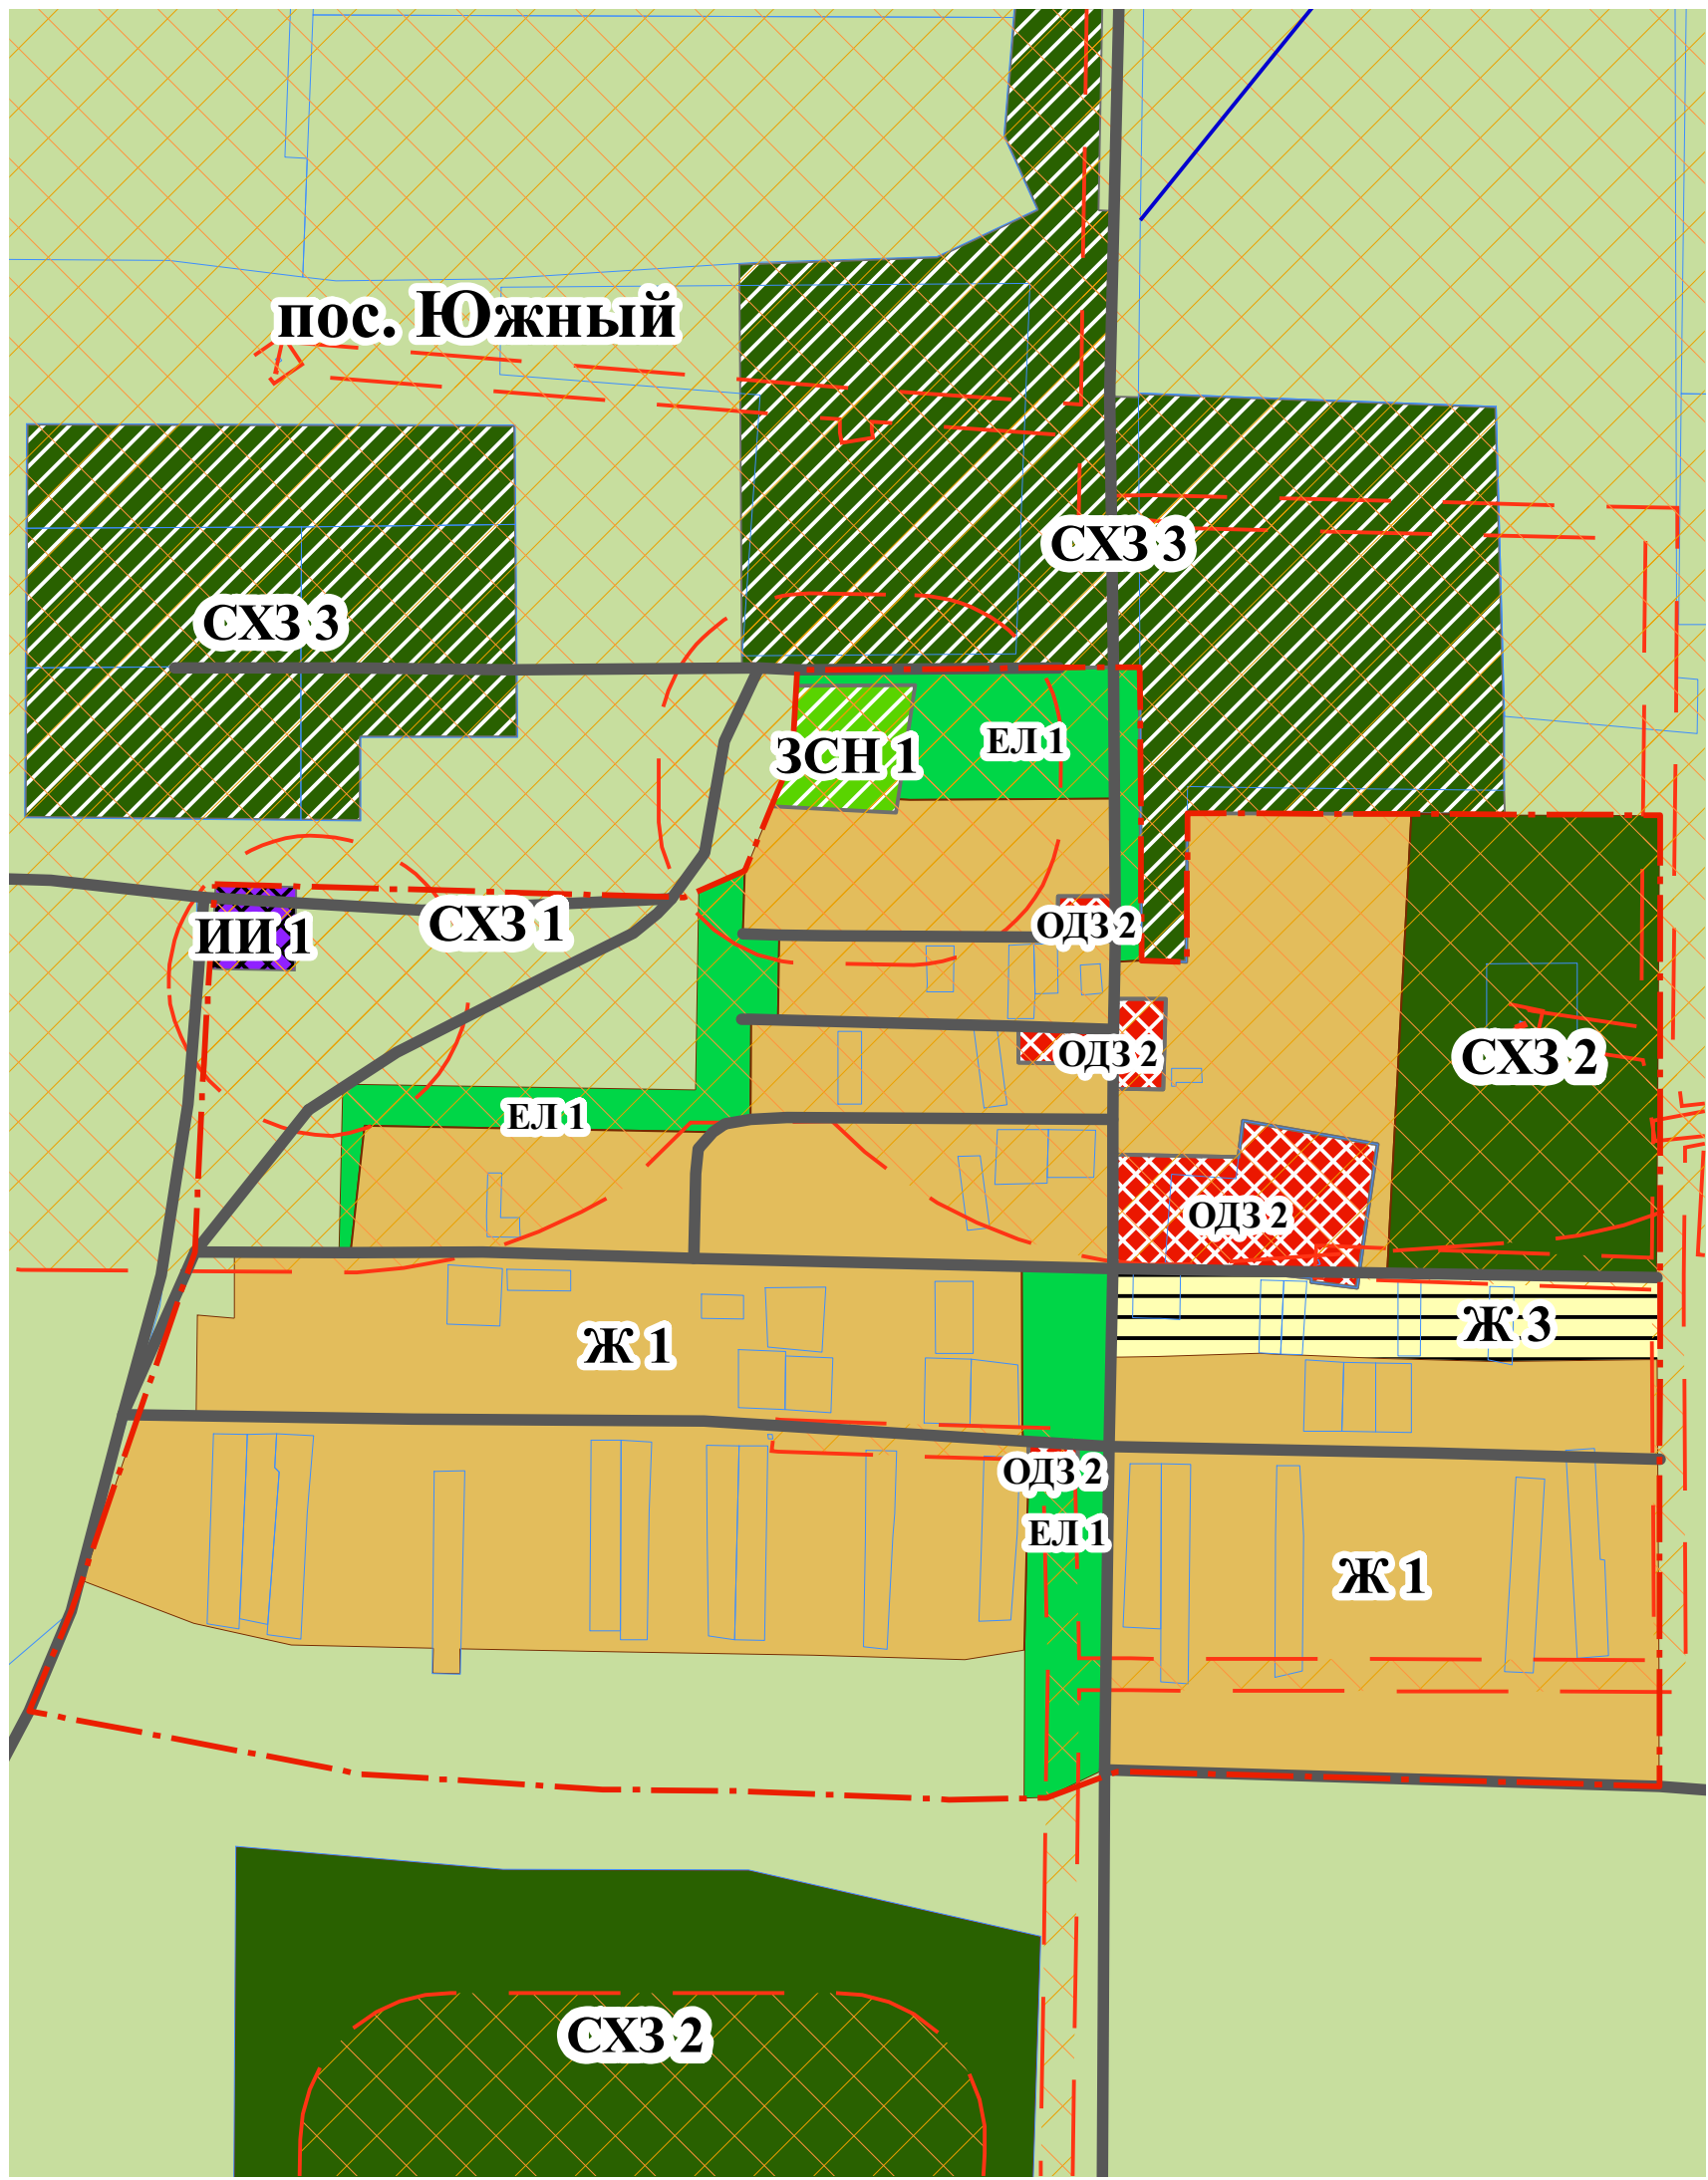 пос. Южный
СХЗ 3
СХЗ 3
ЕЛ 1
ЗСН 1
СХЗ 1
ОДЗ 2
ИИ 1
ОДЗ 2
СХЗ 2
ЕЛ 1
ОДЗ 2
Ж 3
Ж 1
ОДЗ 2
ЕЛ 1
Ж 1
СХЗ 2